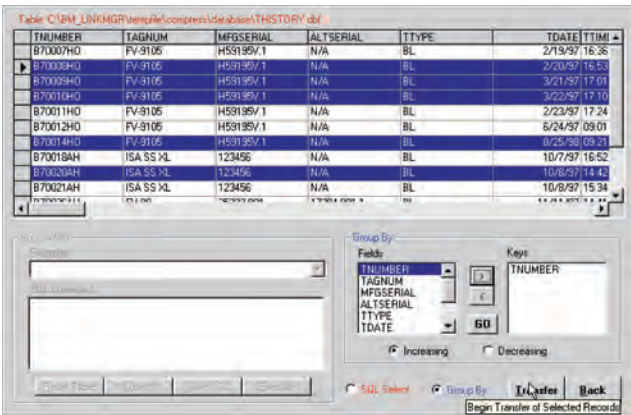 Table: C:\BM_LINKMGR\template\compress\database\THISTORY.dbf
TNUMBER TAGNUM MFGSERIAL ALTSERIAL TTYPE TDATE TTIM
B70007HO FV-9105 H59195V.1 N/A BL 2/19/97 16:36
B70008HO FV-9105 H59195V.1 N/A BL 2/20/97 16:53
B70009HO FV-9105 H59195V.1 N/A BL 3/21/97 17:01
B70010HO FV-9105 H59195V.1 N/A BL 3/22/97 17:10
B70011HO FV-9105 H59195V.1 N/A BL 2/23/97 17:24
B70012HO FV-9105 H59195V.1 N/A BL 6/24/97 09:01
B70014HO FV-9105 H59195V.1 N/A BL 8/25/98 09:21
B70018AH ISA SS XL 123456 N/A BL 10/7/97 16:52
B70020AH ISA SS XL 123456 N/A BL 10/8/97 14:42
B70021AH ISA SS XL 123456 N/A BL 10/8/97 15:34
Group By
Fields Keys
TNUMBER TNUMBER
TAGNUM
MFGSERIAL
ALTSERIAL
TTYPE
TDATE
>
<
GO
Increasing Decreasing
SQL Select Group By Transfer Back
Begin Transfer of Selected Records